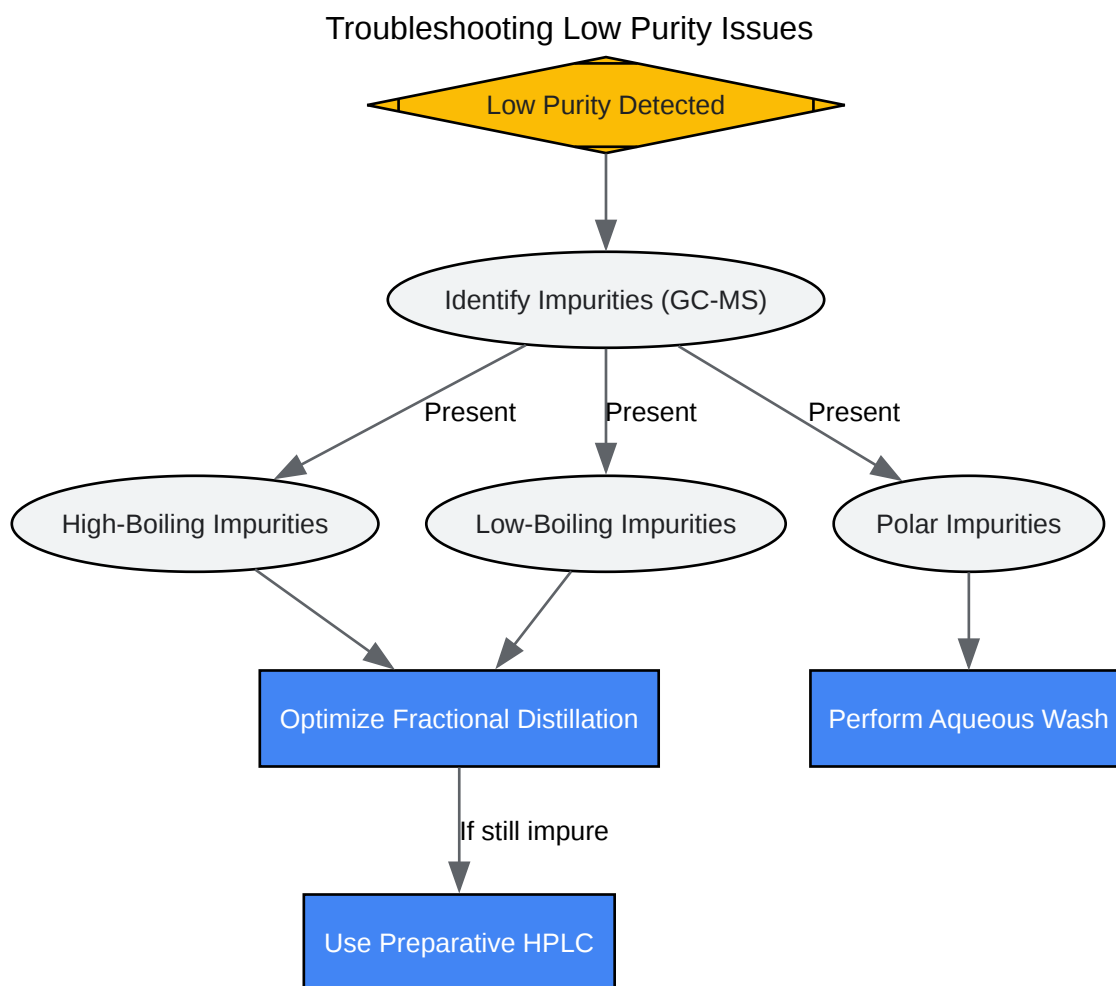 Troubleshooting Low Purity Issues
Low Purity Detected
Identify Impurities (GC-MS)
Present
Present
Present
High-Boiling Impurities
Low-Boiling Impurities
Polar Impurities
Optimize Fractional Distillation
Perform Aqueous Wash
If still impure
Use Preparative HPLC